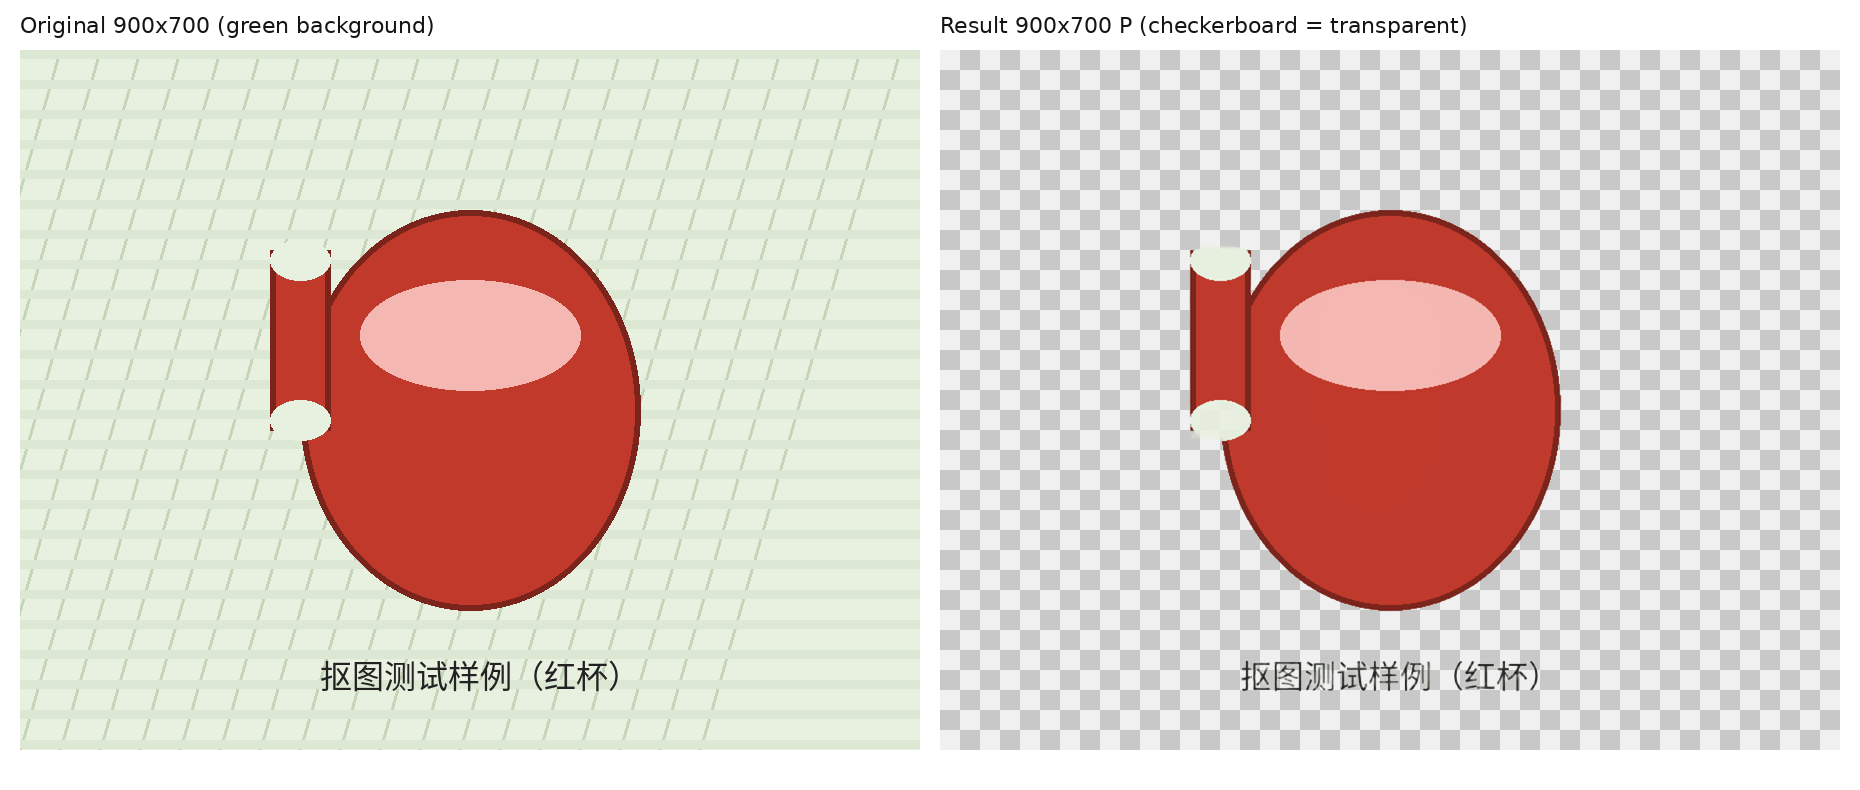 Original 900x700 (green background)
Result 900x700 P (checkerboard = transparent)
抠图测试样例（红杯）
抠图测试样例（红杯）